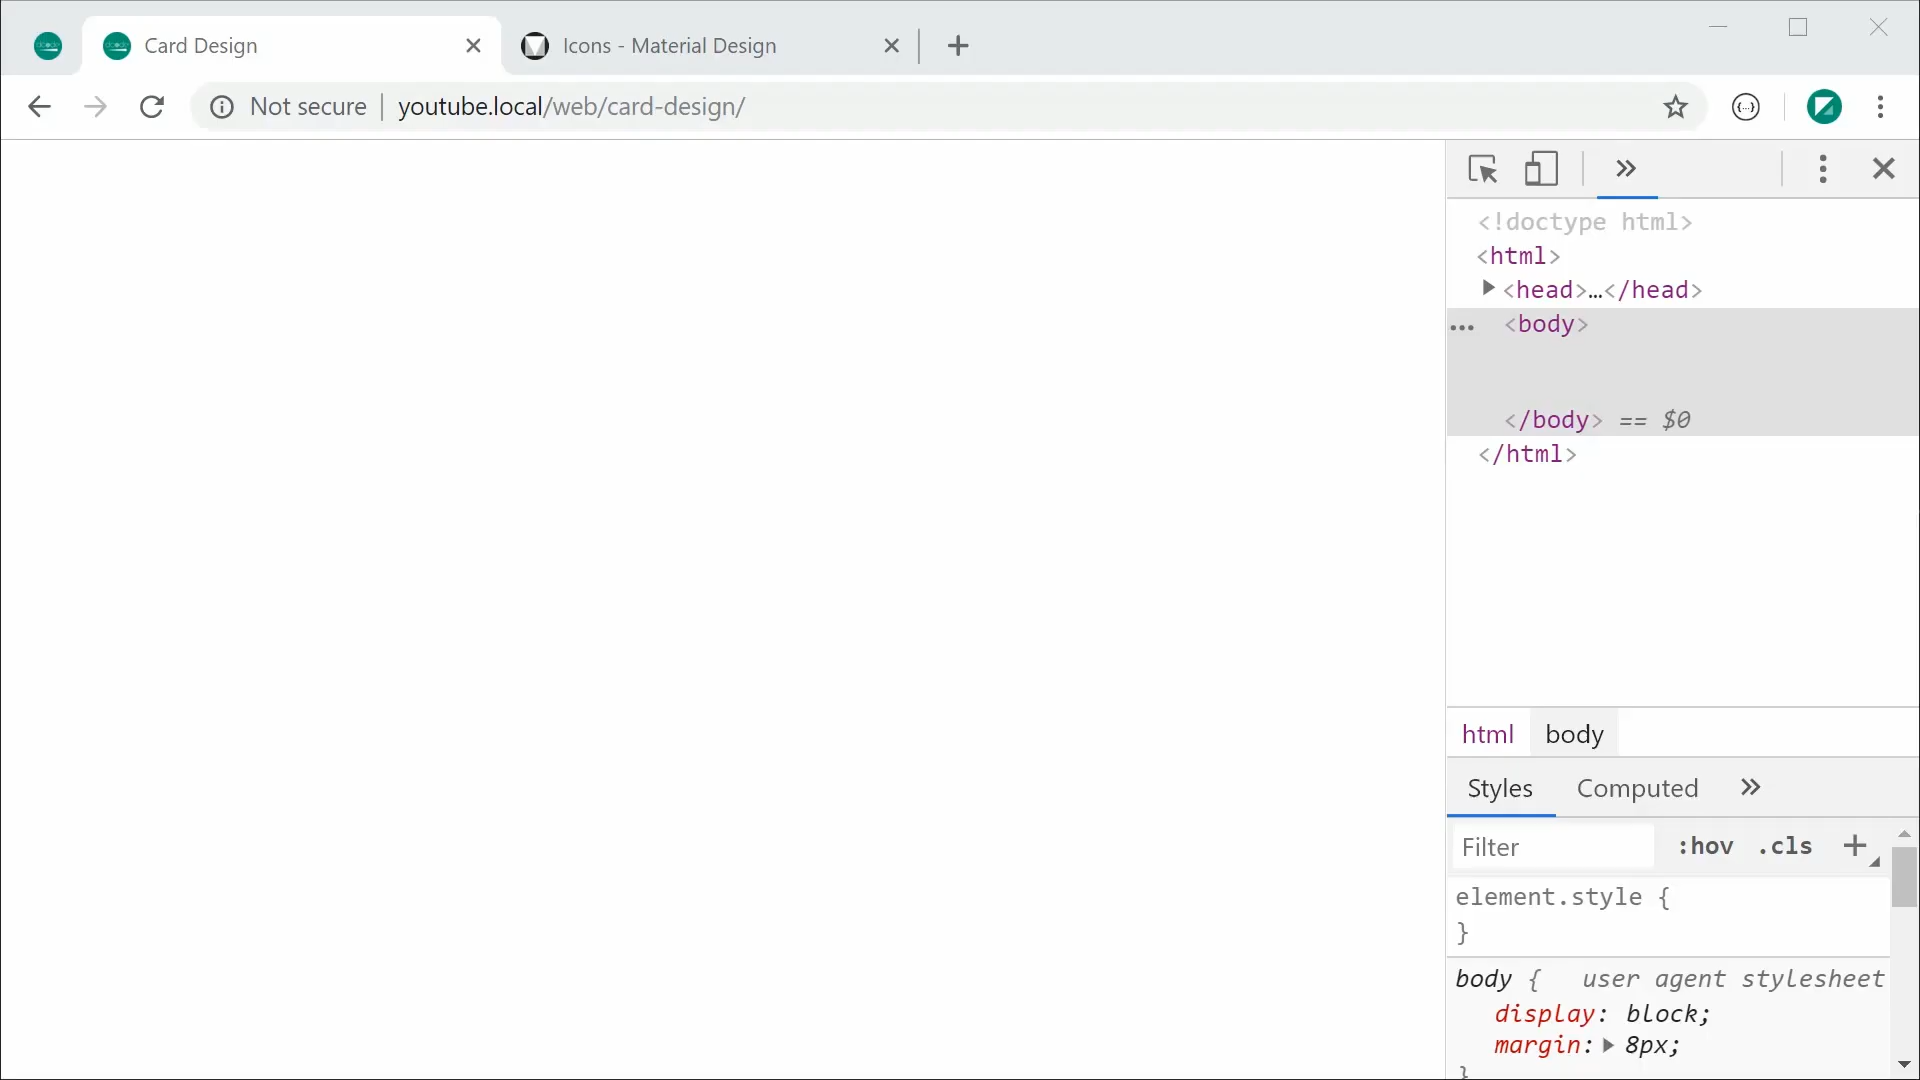 Card Design
Icons - Material Design
Not secure
youtube.local/web/card-design/
<!doctype html>
<html>
<head>…</head>
<body>
</body> == $0
</html>
html body
Styles Computed
Filter :hov .cls
element.style {
}
body { user agent stylesheet
display: block;
margin: 8px;
}